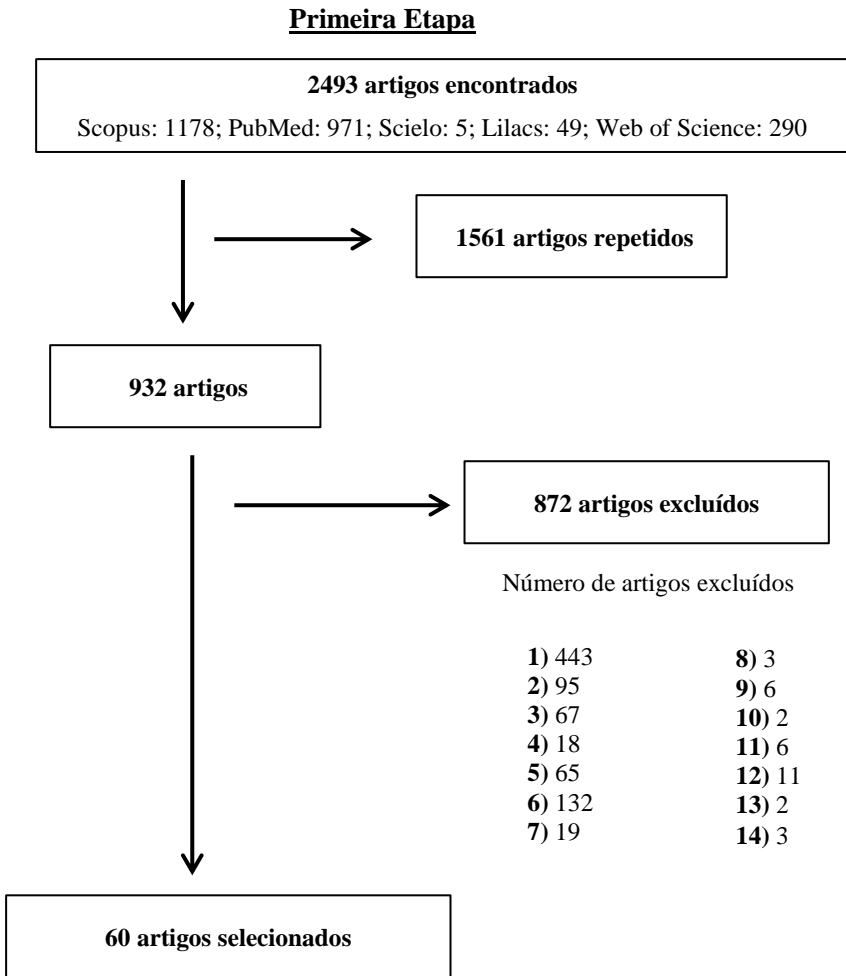 Primeira Etapa
2493 artigos encontrados
Scopus: 1178; PubMed: 971; Scielo: 5; Lilacs: 49; Web of Science: 290
1561 artigos repetidos
932 artigos
872 artigos excluídos
Número de artigos excluídos
1) 443
2) 95
3) 67
4) 18
5) 65
6) 132
7) 19
8) 3
9) 6
10) 2
11) 6
12) 11
13) 2
14) 3
60 artigos selecionados